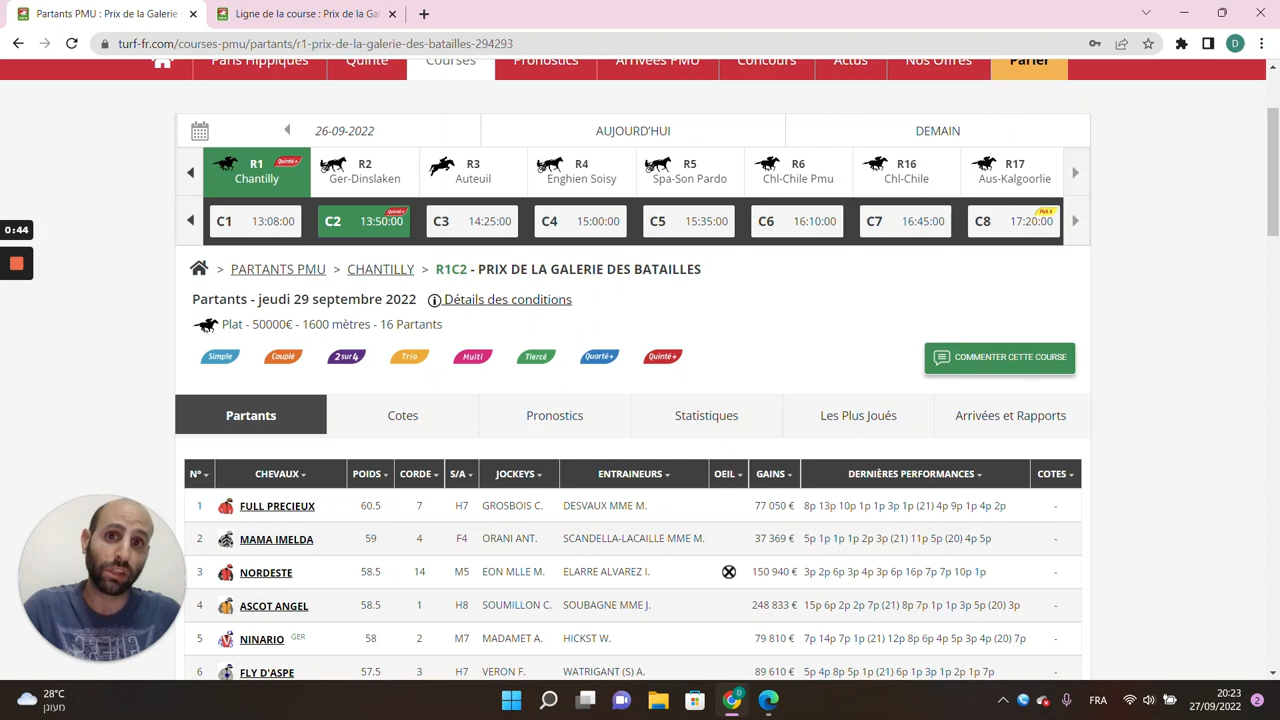 Partants PMU : Prix de la Galerie
Ligne de la course : Prix de la Ga
turf-fr.com/courses-pmu/partants/r1-prix-de-la-galerie-des-batailles-294293
D
Paris Hippiques Quinté Courses Pronostics Arrivées PMU Concours Actus Nos Offres Parier
26-09-2022 AUJOURD'HUI DEMAIN
R1 Quinté+ R2 R3 R4 R5 R6 R16 R17
Chantilly Ger-Dinslaken Auteuil Enghien Soisy Spa-Son Pardo Chl-Chile Pmu Chl-Chile Aus-Kalgoorlie
C1 13:08:00 C2 13:50:00 Quinté+ C3 14:25:00 C4 15:00:00 C5 15:35:00 C6 16:10:00 C7 16:45:00 C8 17:20:00 Pick 5
0:44
> PARTANTS PMU > CHANTILLY > R1C2 - PRIX DE LA GALERIE DES BATAILLES
Partants - jeudi 29 septembre 2022 Détails des conditions
Plat - 50000€ - 1600 mètres - 16 Partants
Simple Couplé 2sur4 Trio Multi Tiercé Quarté+ Quinté+
COMMENTER CETTE COURSE
Partants Cotes Pronostics Statistiques Les Plus Joués Arrivées et Rapports
N° CHEVAUX POIDS CORDE S/A JOCKEYS ENTRAINEURS OEIL GAINS DERNIÈRES PERFORMANCES COTES
1 FULL PRECIEUX 60.5 7 H7 GROSBOIS C. DESVAUX MME M. 77 050 € 8p 13p 10p 1p 1p 3p 1p (21) 4p 9p 1p 4p 2p -
2 MAMA IMELDA 59 4 F4 ORANI ANT. SCANDELLA-LACAILLE MME M. 37 369 € 5p 1p 1p 1p 2p 3p (21) 11p 5p (20) 4p 5p -
3 NORDESTE 58.5 14 M5 EON MLLE M. ELARRE ALVAREZ I. 150 940 € 3p 2p 6p 3p 4p 3p 6p 16p 7p 7p 10p 1p -
4 ASCOT ANGEL 58.5 1 H8 SOUMILLON C. SOUBAGNE MME J. 248 833 € 15p 6p 2p 2p 7p (21) 8p 7p 1p 1p 3p 5p (20) 3p -
5 NINARIO GER 58 2 M7 MADAMET A. HICKST W. 79 810 € 7p 14p 7p 1p (21) 12p 8p 6p 4p 5p 3p 4p (20) 7p -
6 FLY D'ASPE 57.5 3 H7 VERON F. WATRIGANT (S) A. 89 610 € 5p 4p 8p 5p 1p (21) 6p 1p 3p 1p 2p 1p 7p -
28°C
מעונן
FRA
20:23
27/09/2022
2